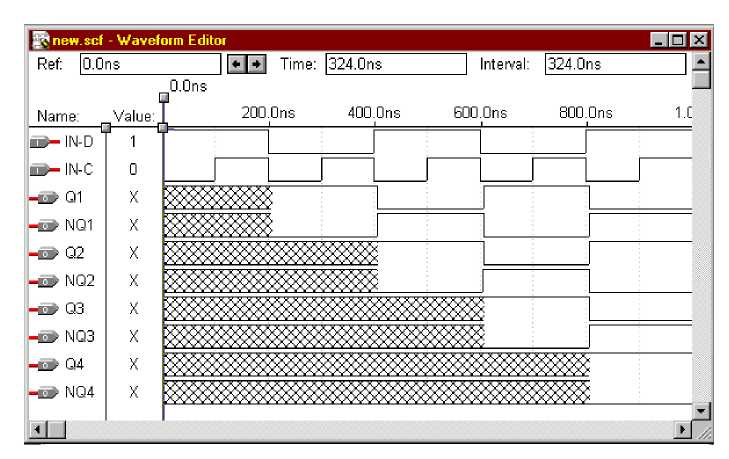 new.scf - Waveform Editor
Ref: 0.0ns Time: 324.0ns Interval: 324.0ns
0.0ns
Name: Value: 200.0ns 400.0ns 600.0ns 800.0ns 1.0
IN-D 1
IN-C 0
Q1 X
NQ1 X
Q2 X
NQ2 X
Q3 X
NQ3 X
Q4 X
NQ4 X